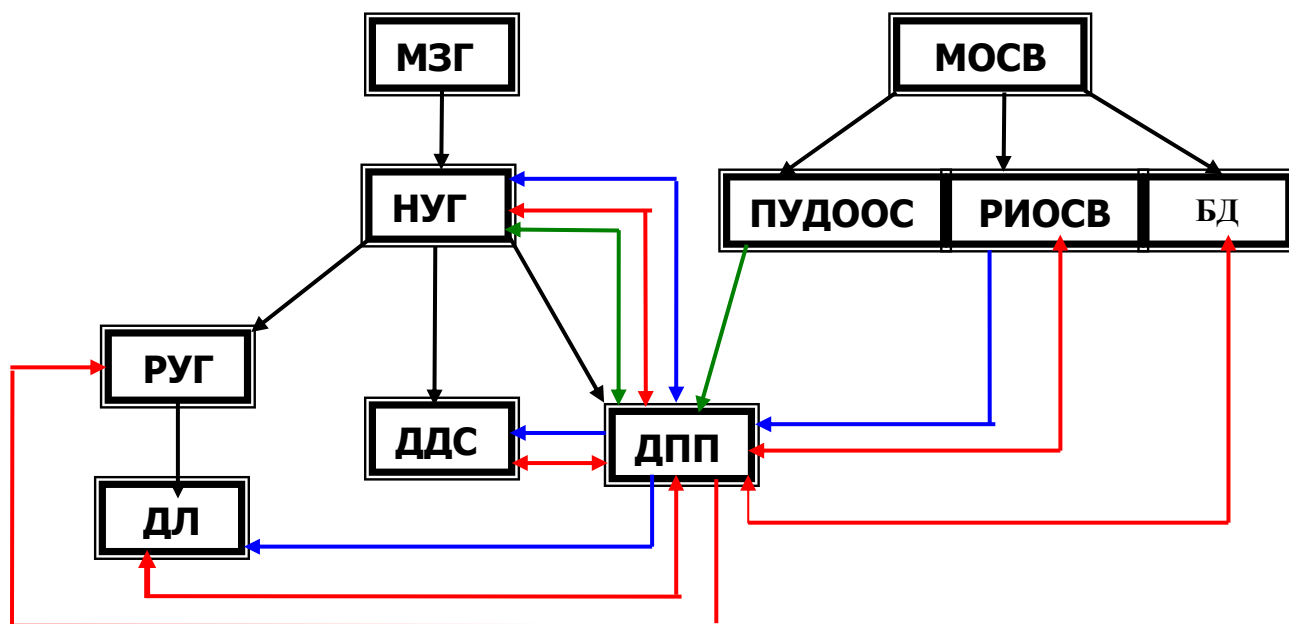 МЗГ
МОСВ
НУГ
ПУДООС
РИОСВ
БД
РУГ
ДДС
ДПП
ДЛ